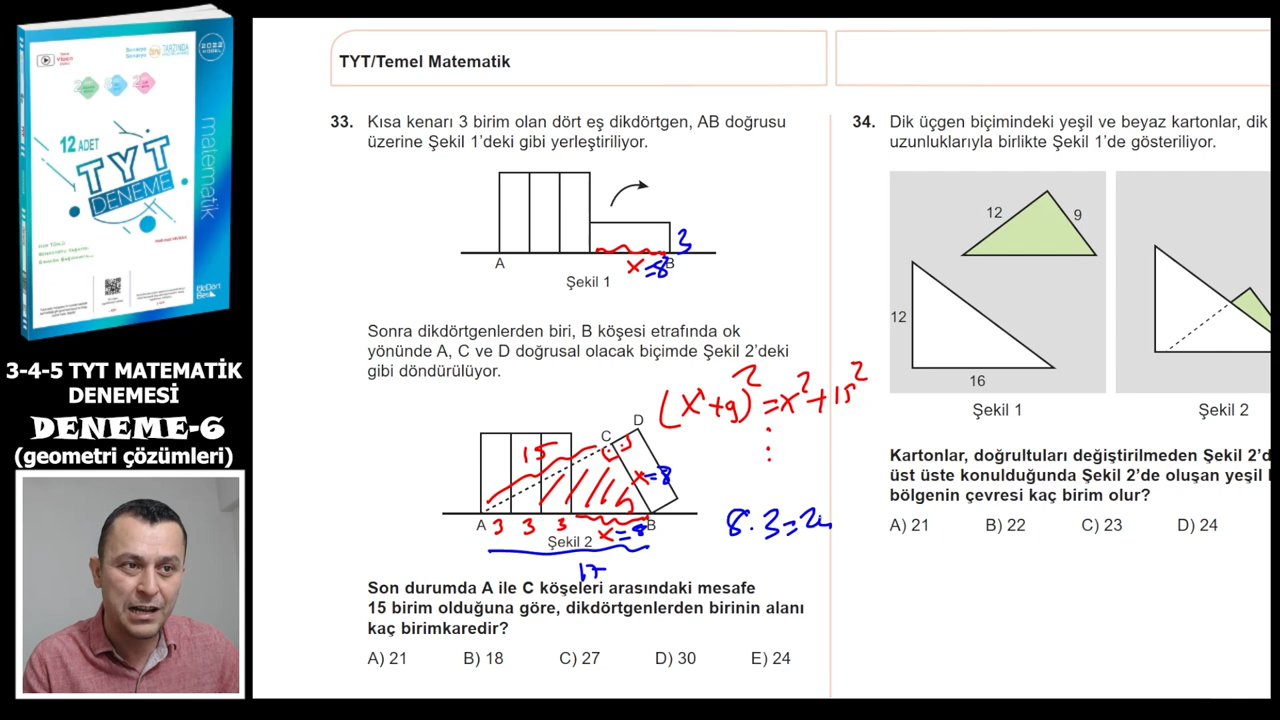 2022
MODEL
TARZINDA
12 ADET
TYT
DENEME
matematik
3-4-5 TYT MATEMATİK
DENEMESİ
DENEME-6
(geometri çözümleri)
TYT/Temel Matematik
33. Kısa kenarı 3 birim olan dört eş dikdörtgen, AB doğrusu
üzerine Şekil 1'deki gibi yerleştiriliyor.
3
A
x=8
B
Şekil 1
Sonra dikdörtgenlerden biri, B köşesi etrafında ok
yönünde A, C ve D doğrusal olacak biçimde Şekil 2'deki
gibi döndürülüyor.
(x+9)²=x²+15²
D
C
15
x=8
8.3=24
A 3 3 3 x=8 B
Şekil 2
17
Son durumda A ile C köşeleri arasındaki mesafe
15 birim olduğuna göre, dikdörtgenlerden birinin alanı
kaç birimkaredir?
A) 21 B) 18 C) 27 D) 30 E) 24
34. Dik üçgen biçimindeki yeşil ve beyaz kartonlar, dik
uzunluklarıyla birlikte Şekil 1'de gösteriliyor.
12 9
12
16
Şekil 1 Şekil 2
Kartonlar, doğrultuları değiştirilmeden Şekil 2'd
üst üste konulduğunda Şekil 2'de oluşan yeşil
bölgenin çevresi kaç birim olur?
A) 21 B) 22 C) 23 D) 24